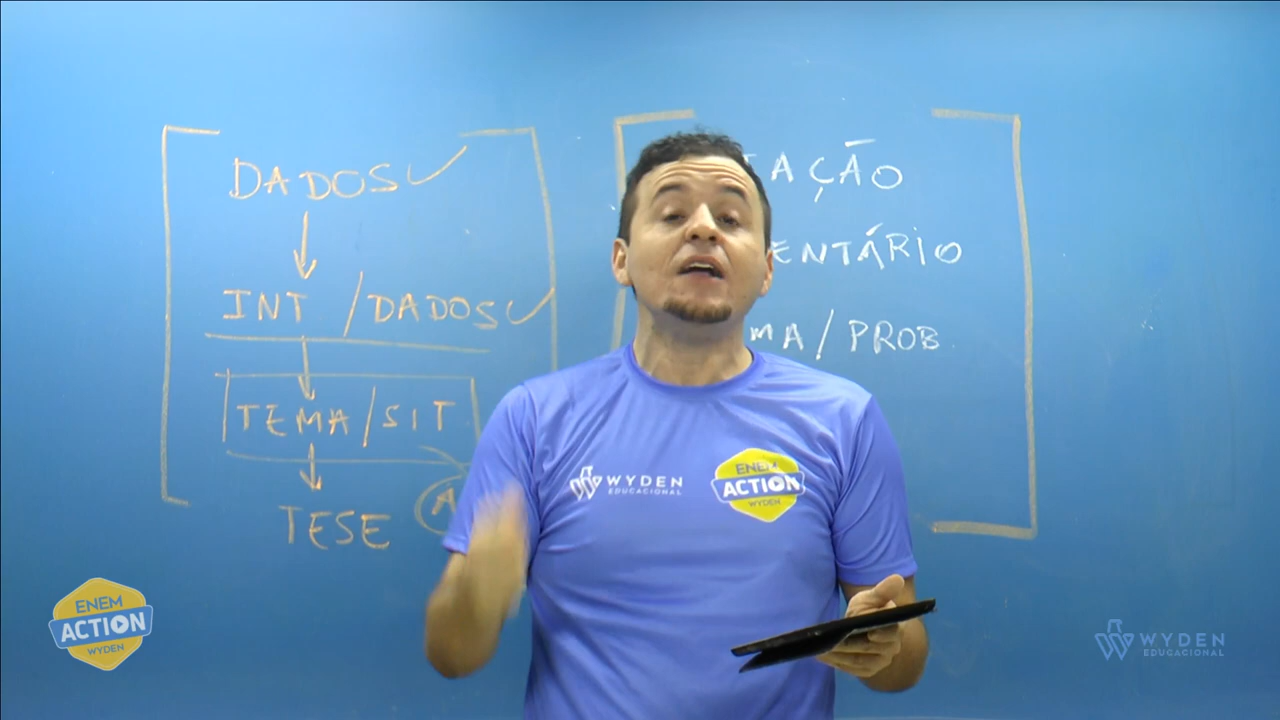 DADOS
INT / DADOS
TEMA / SIT
TESE
A
TAÇÃO
ENTÁRIO
MA / PROB
WYDEN
EDUCACIONAL
ENEM
ACTION
WYDEN
ENEM
ACTION
WYDEN
WYDEN
EDUCACIONAL